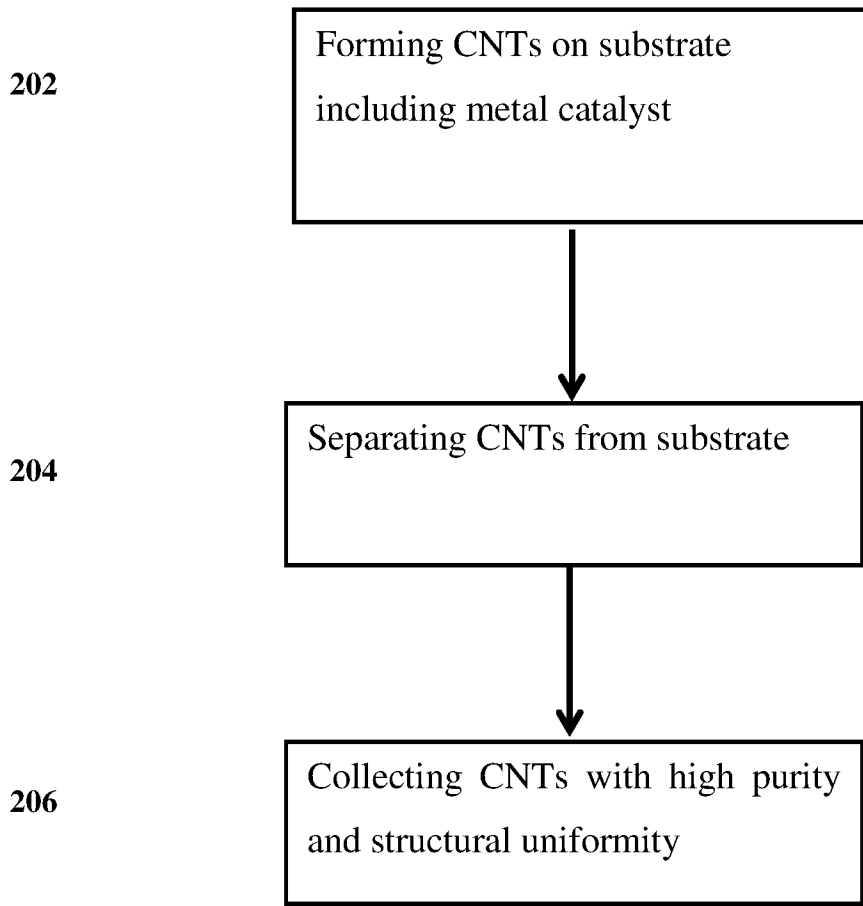 202
Forming CNTs on substrate
including metal catalyst
204
Separating CNTs from substrate
206
Collecting CNTs with high purity
and structural uniformity